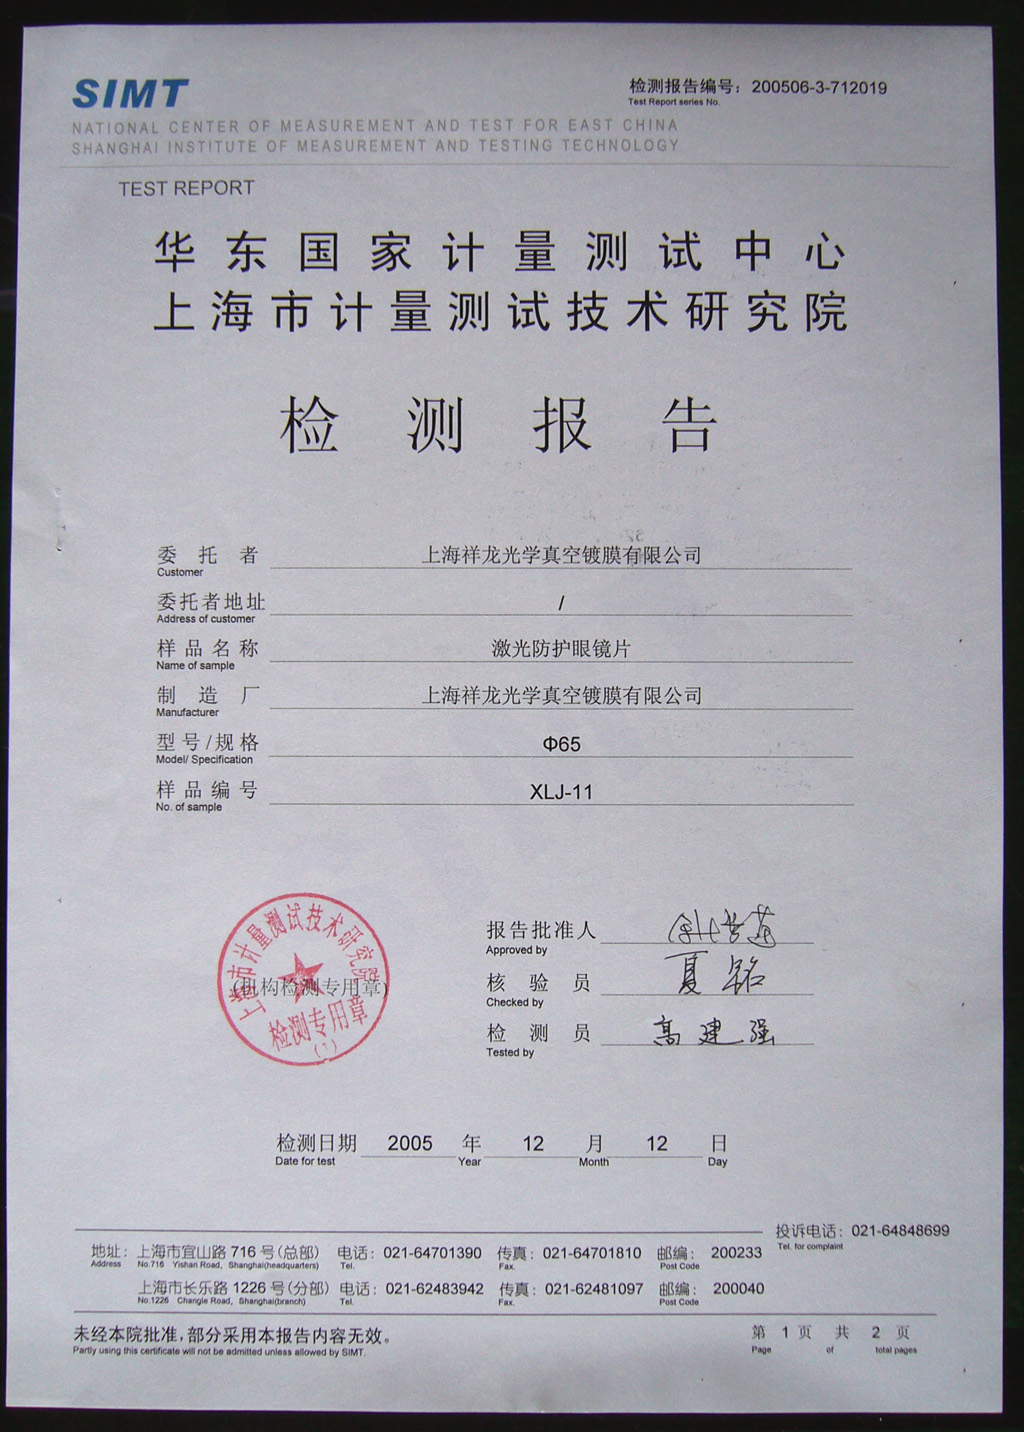 SIMT
检测报告编号：200506-3-712019
Test Report series No.
NATIONAL CENTER OF MEASUREMENT AND TEST FOR EAST CHINA
SHANGHAI INSTITUTE OF MEASUREMENT AND TESTING TECHNOLOGY
TEST REPORT
华东国家计量测试中心
上海市计量测试技术研究院
检测报告
委托者 上海祥龙光学真空镀膜有限公司
Customer
委托者地址 /
Address of customer
样品名称 激光防护眼镜片
Name of sample
制造厂 上海祥龙光学真空镀膜有限公司
Manufacturer
型号/规格 Φ65
Model/ Specification
样品编号 XLJ-11
No. of sample
上海市计量测试技术研究院
(机构检测专用章)
检测专用章
(1)
报告批准人
Approved by
核验员 夏铭
Checked by
检测员 高建强
Tested by
检测日期 2005 年 12 月 12 日
Date for test Year Month Day
投诉电话：021-64848699
Tel. for complaint
地址：上海市宜山路 716 号(总部) 电话：021-64701390 传真：021-64701810 邮编：200233
Address No.716 Yishan Road, Shanghai(headquarters) Tel. Fax. Post Code
上海市长乐路 1226 号(分部) 电话：021-62483942 传真：021-62481097 邮编：200040
No.1226 Changle Road, Shanghai(branch) Tel. Fax. Post Code
未经本院批准，部分采用本报告内容无效。
Partly using this certificate will not be admitted unless allowed by SIMT.
第 1 页 共 2 页
Page of total pages